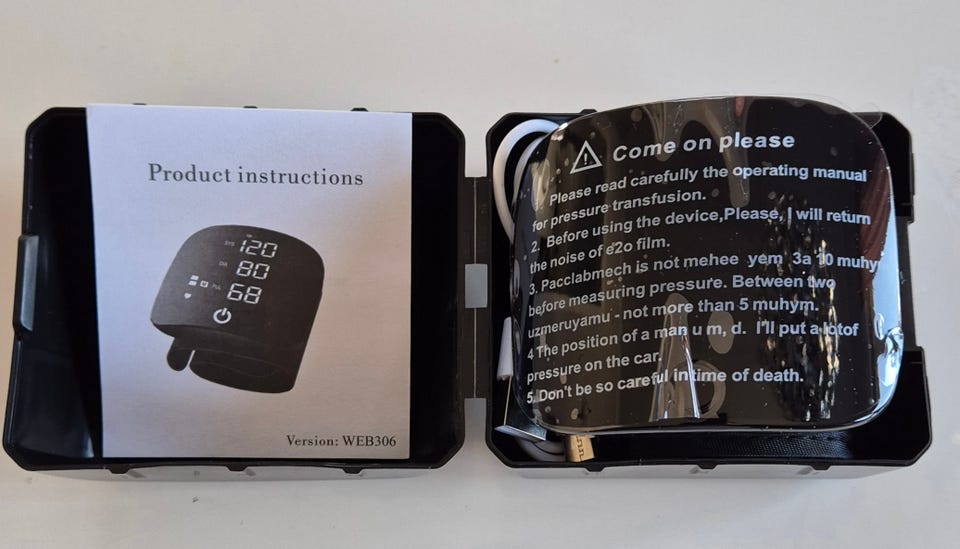 Product instructions
SYS 120
DIA 80
PUL 68
Version: WEB306
Come on please
Please read carefully the operating manual
for pressure transfusion.
2. Before using the device,Please, I will return
the noise of e2o film.
3. Pacclabmech is not mehee yem 3a 10 muhy
before measuring pressure. Between two
uzmeruyamu - not more than 5 muhym.
4 The position of a man u m, d. I'll put a lotof
pressure on the car.
5. Don't be so careful in time of death.